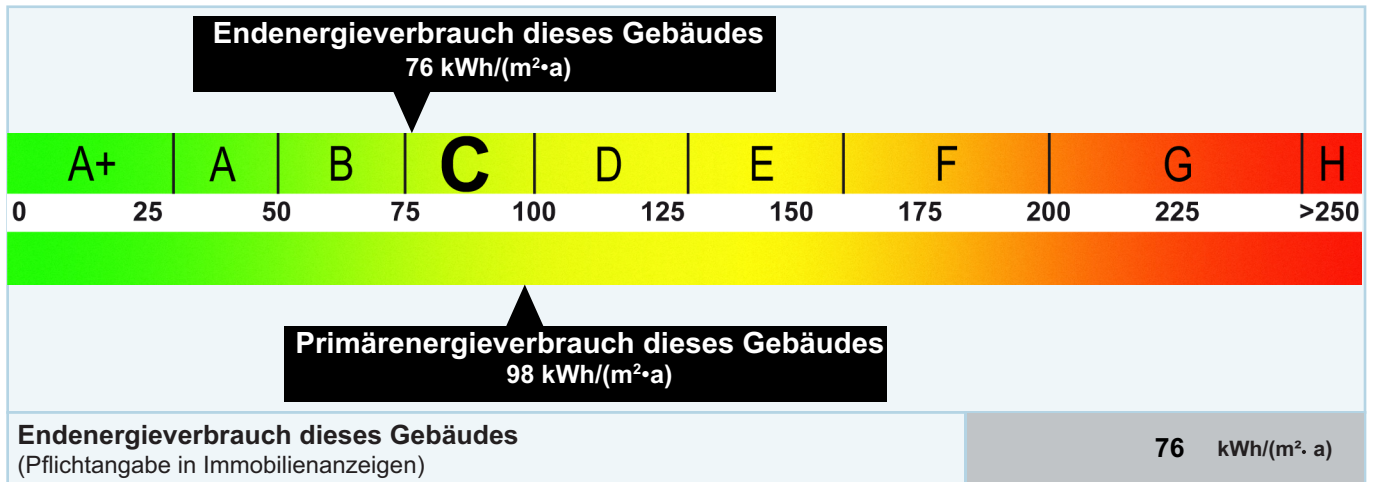 Endenergieverbrauch dieses Gebäudes
76 kWh/(m²•a)
A+ A B C D E F G H
0 25 50 75 100 125 150 175 200 225 >250
Primärenergieverbrauch dieses Gebäudes
98 kWh/(m²•a)
Endenergieverbrauch dieses Gebäudes 76 kWh/(m²· a)
(Pflichtangabe in Immobilienanzeigen)